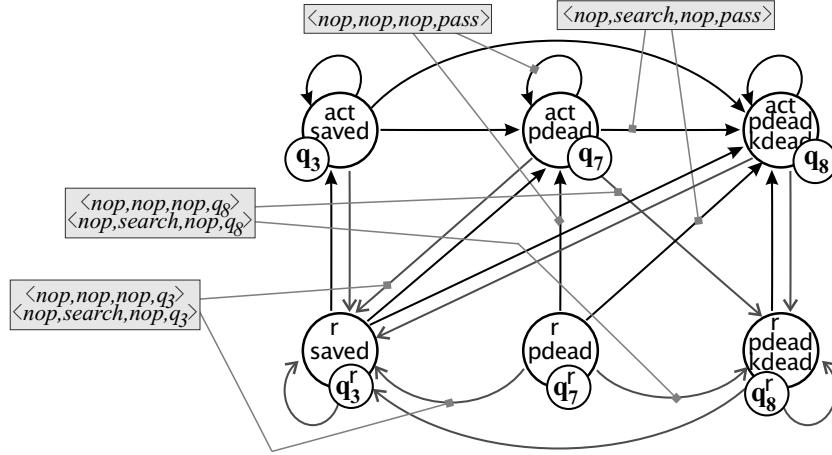 <nop,nop,nop,pass>
<nop,search,nop,pass>
act
saved
q3
act
pdead
q7
act
pdead
kdead
q8
<nop,nop,nop,q8>
<nop,search,nop,q8>
<nop,nop,nop,q3>
<nop,search,nop,q3>
r
saved
q3r
r
pdead
q7r
r
pdead
kdead
q8r